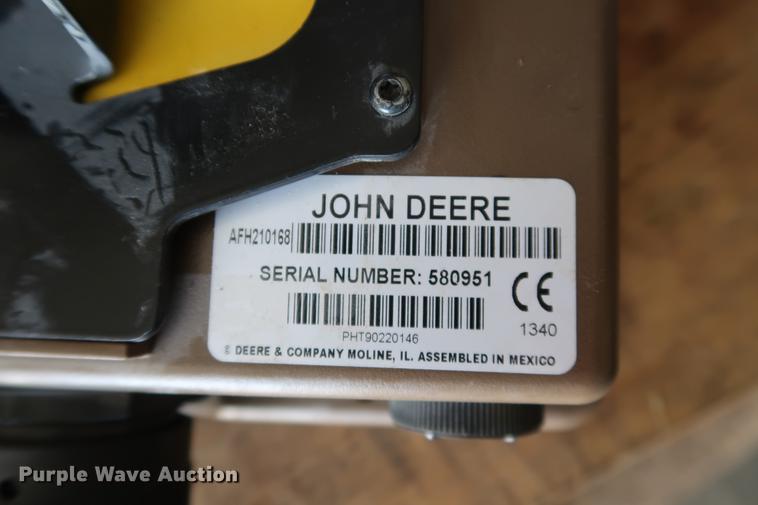 JOHN DEERE
AFH210168
SERIAL NUMBER: 580951
CE
PHT90220146
1340
© DEERE & COMPANY MOLINE, IL. ASSEMBLED IN MEXICO
Purple Wave Auction